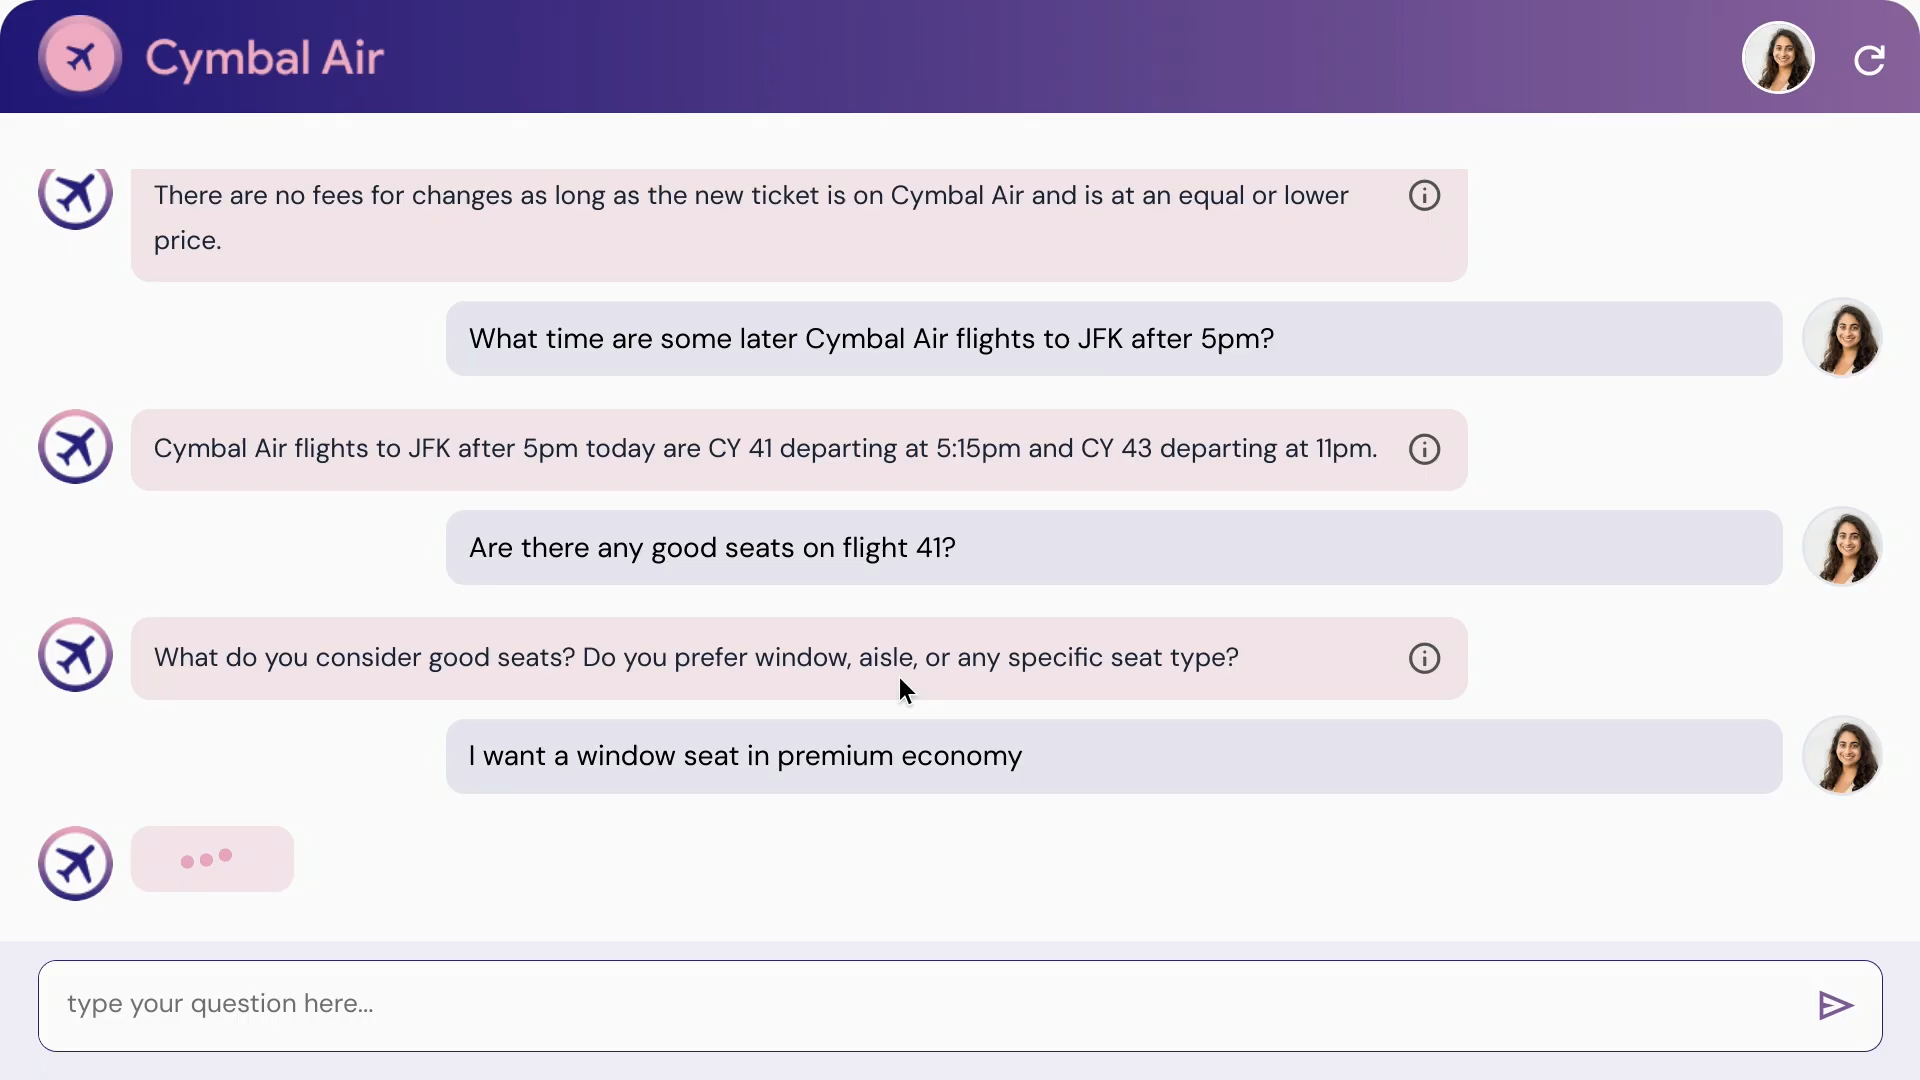 Cymbal Air
There are no fees for changes as long as the new ticket is on Cymbal Air and is at an equal or lower
price.
What time are some later Cymbal Air flights to JFK after 5pm?
Cymbal Air flights to JFK after 5pm today are CY 41 departing at 5:15pm and CY 43 departing at 11pm.
Are there any good seats on flight 41?
What do you consider good seats? Do you prefer window, aisle, or any specific seat type?
I want a window seat in premium economy
type your question here...